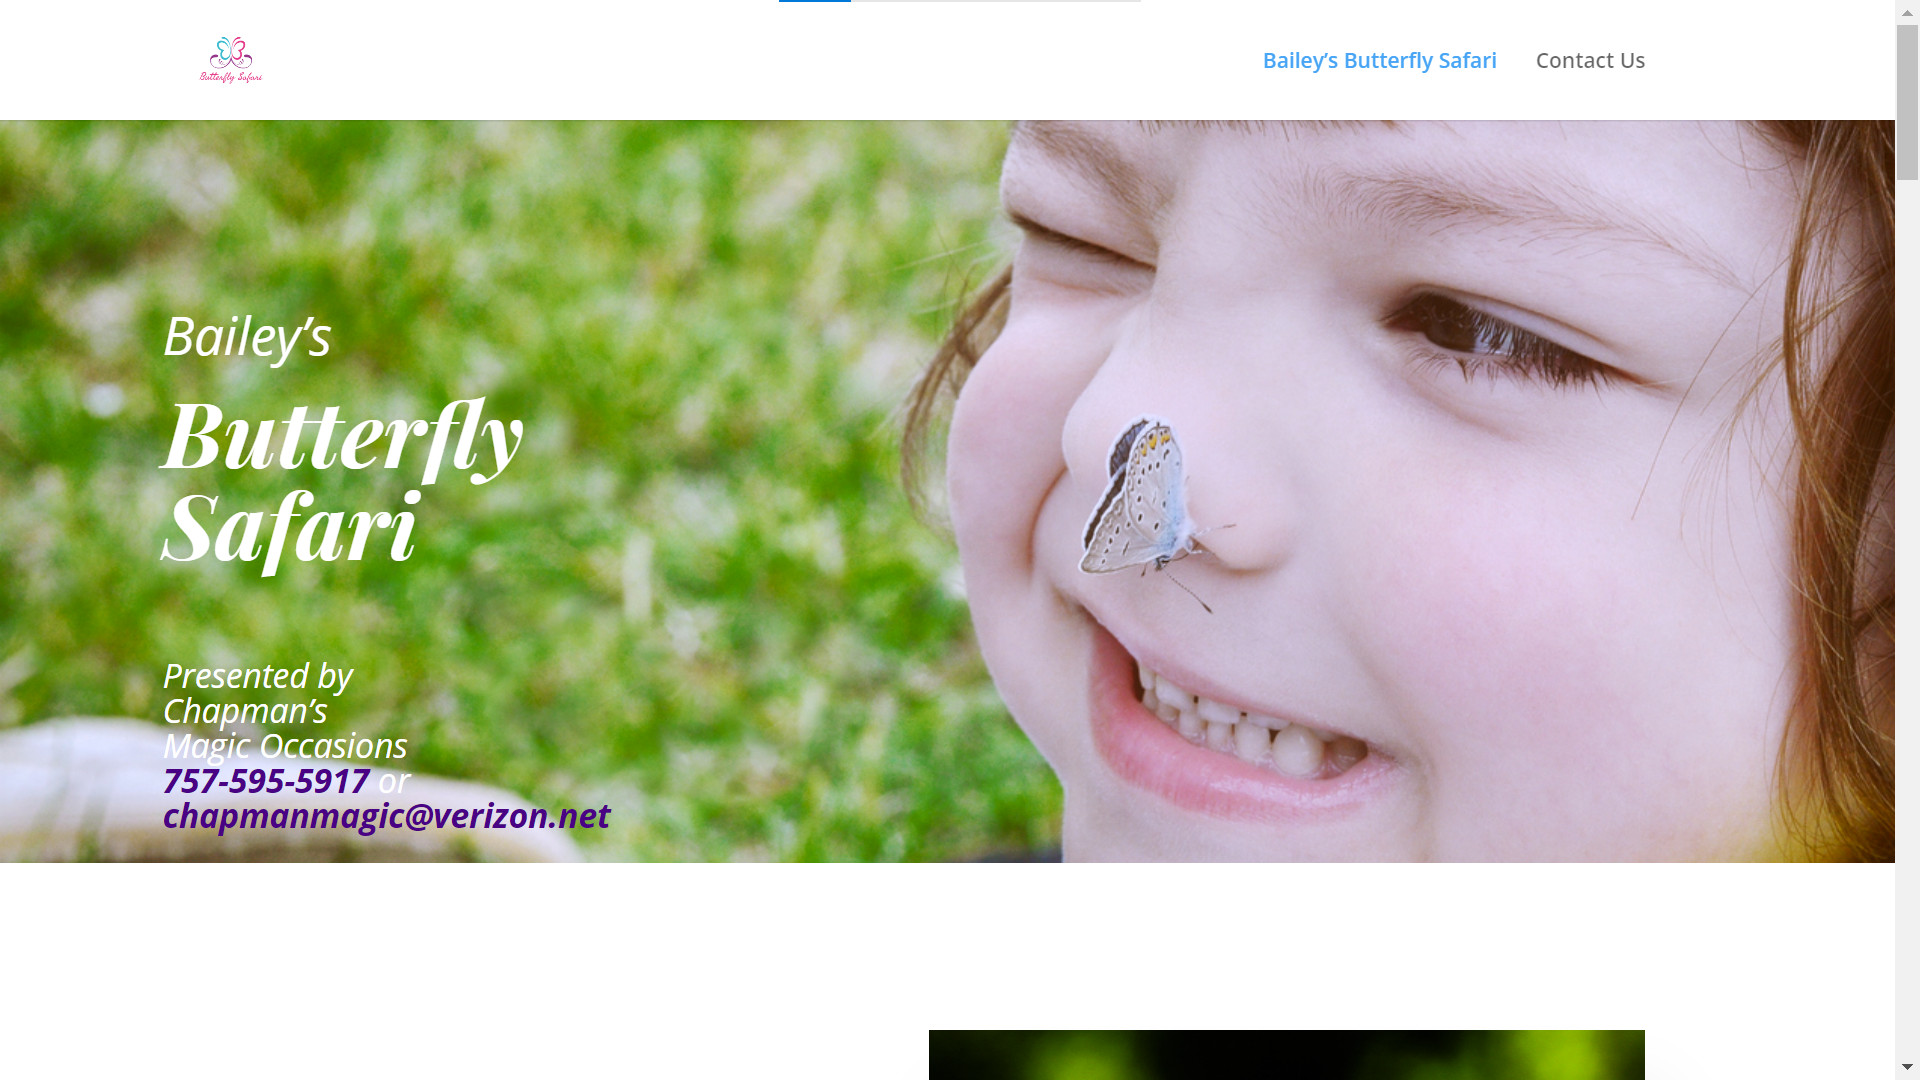 Butterfly Safari
Bailey’s Butterfly Safari
Contact Us
Bailey’s
Butterfly
Safari
Presented by
Chapman’s
Magic Occasions
757-595-5917 or
chapmanmagic@verizon.net